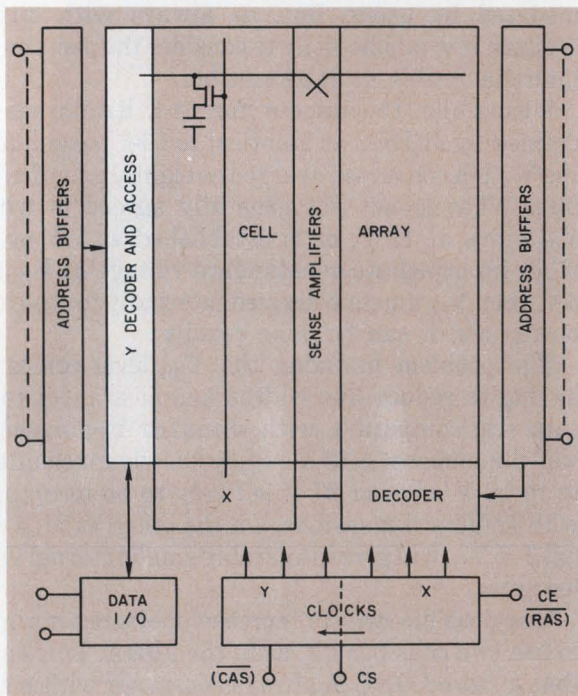 ADDRESS BUFFERS
Y DECODER AND ACCESS
CELL
SENSE AMPLIFIERS
ARRAY
ADDRESS BUFFERS
X
DECODER
DATA
I/O
Y
X
CLOCKS
CE
(RAS)
(CAS)
CS